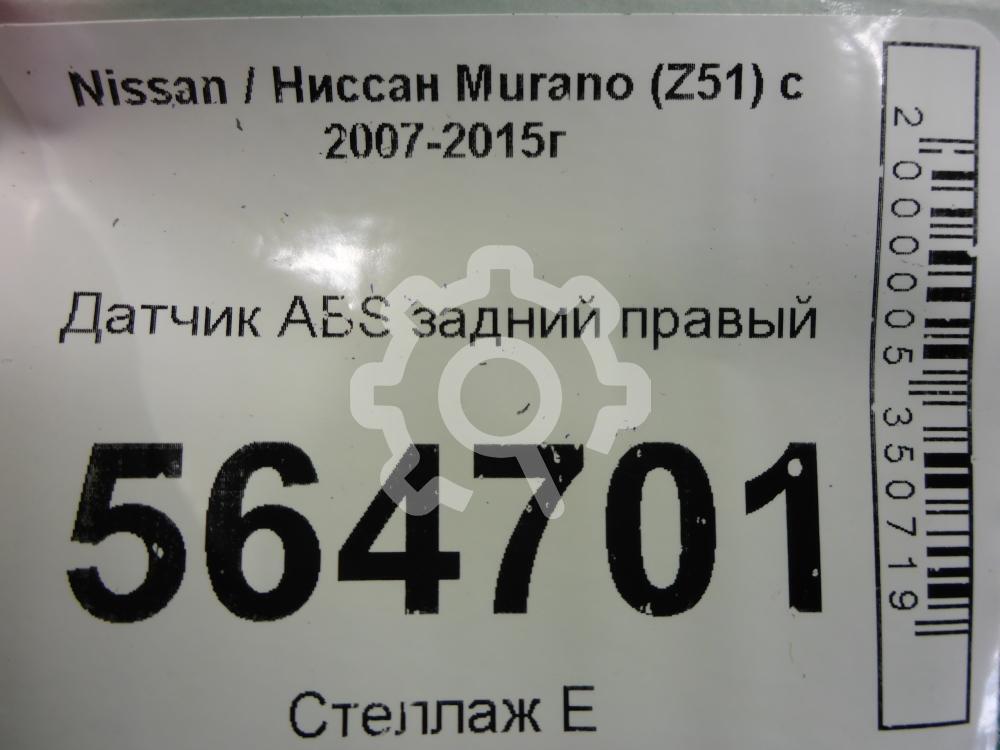 Nissan / Ниссан Murano (Z51) с
2007-2015г
Датчик ABS задний правый
564701
Стеллаж Е
2000005350719